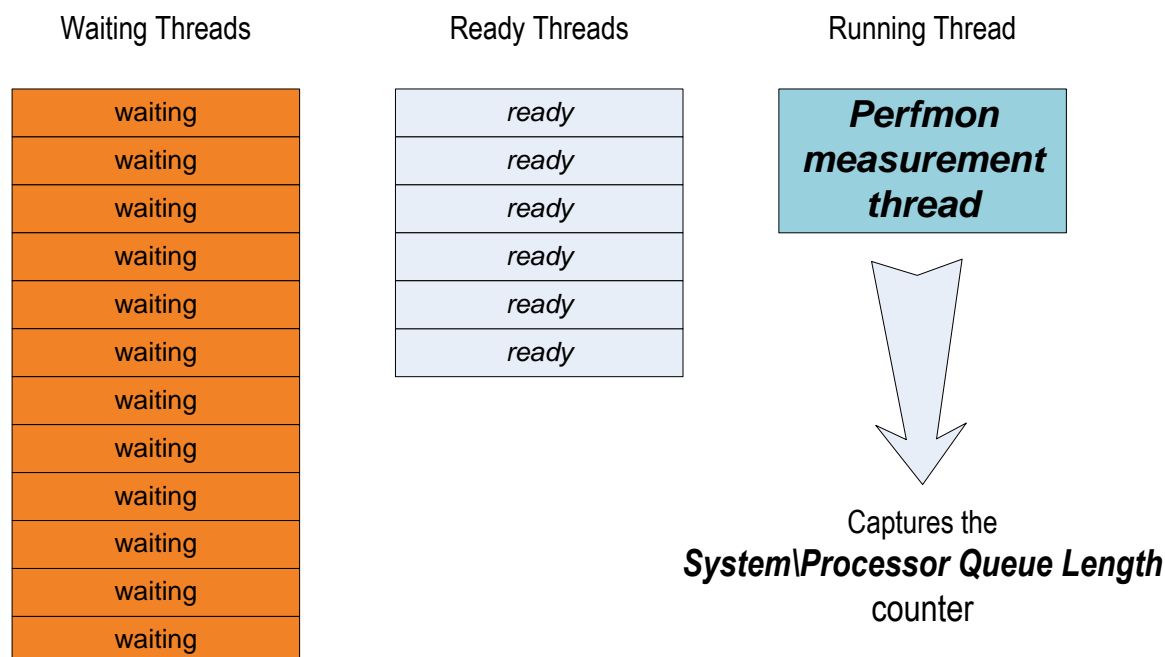 Waiting Threads
Ready Threads
Running Thread
waiting
waiting
waiting
waiting
waiting
waiting
waiting
waiting
waiting
waiting
waiting
waiting
ready
ready
ready
ready
ready
ready
Perfmon
measurement
thread
Captures the
System\Processor Queue Length
counter